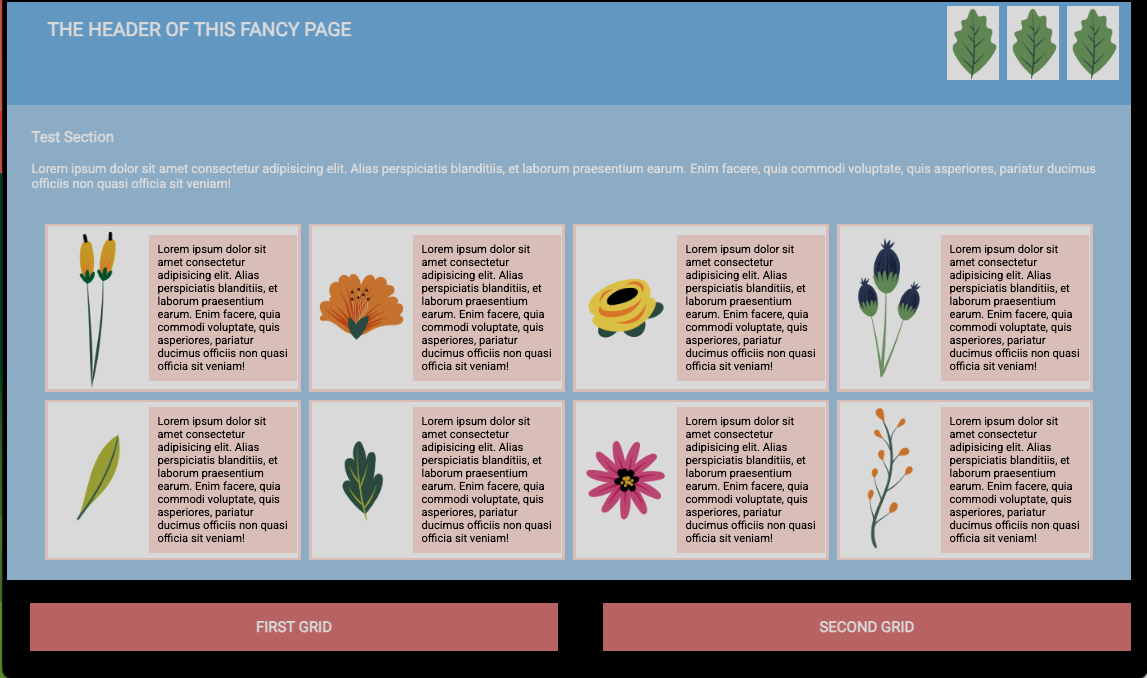 THE HEADER OF THIS FANCY PAGE
Test Section
Lorem ipsum dolor sit amet consectetur adipisicing elit. Alias perspiciatis blanditiis, et laborum praesentium earum. Enim facere, quia commodi voluptate, quis asperiores, pariatur ducimus
officiis non quasi officia sit veniam!
Lorem ipsum dolor sit
amet consectetur
adipisicing elit. Alias
perspiciatis blanditiis, et
laborum praesentium
earum. Enim facere, quia
commodi voluptate, quis
asperiores, pariatur
ducimus officiis non quasi
officia sit veniam!
Lorem ipsum dolor sit
amet consectetur
adipisicing elit. Alias
perspiciatis blanditiis, et
laborum praesentium
earum. Enim facere, quia
commodi voluptate, quis
asperiores, pariatur
ducimus officiis non quasi
officia sit veniam!
Lorem ipsum dolor sit
amet consectetur
adipisicing elit. Alias
perspiciatis blanditiis, et
laborum praesentium
earum. Enim facere, quia
commodi voluptate, quis
asperiores, pariatur
ducimus officiis non quasi
officia sit veniam!
Lorem ipsum dolor sit
amet consectetur
adipisicing elit. Alias
perspiciatis blanditiis, et
laborum praesentium
earum. Enim facere, quia
commodi voluptate, quis
asperiores, pariatur
ducimus officiis non quasi
officia sit veniam!
Lorem ipsum dolor sit
amet consectetur
adipisicing elit. Alias
perspiciatis blanditiis, et
laborum praesentium
earum. Enim facere, quia
commodi voluptate, quis
asperiores, pariatur
ducimus officiis non quasi
officia sit veniam!
Lorem ipsum dolor sit
amet consectetur
adipisicing elit. Alias
perspiciatis blanditiis, et
laborum praesentium
earum. Enim facere, quia
commodi voluptate, quis
asperiores, pariatur
ducimus officiis non quasi
officia sit veniam!
Lorem ipsum dolor sit
amet consectetur
adipisicing elit. Alias
perspiciatis blanditiis, et
laborum praesentium
earum. Enim facere, quia
commodi voluptate, quis
asperiores, pariatur
ducimus officiis non quasi
officia sit veniam!
Lorem ipsum dolor sit
amet consectetur
adipisicing elit. Alias
perspiciatis blanditiis, et
laborum praesentium
earum. Enim facere, quia
commodi voluptate, quis
asperiores, pariatur
ducimus officiis non quasi
officia sit veniam!
FIRST GRID
SECOND GRID